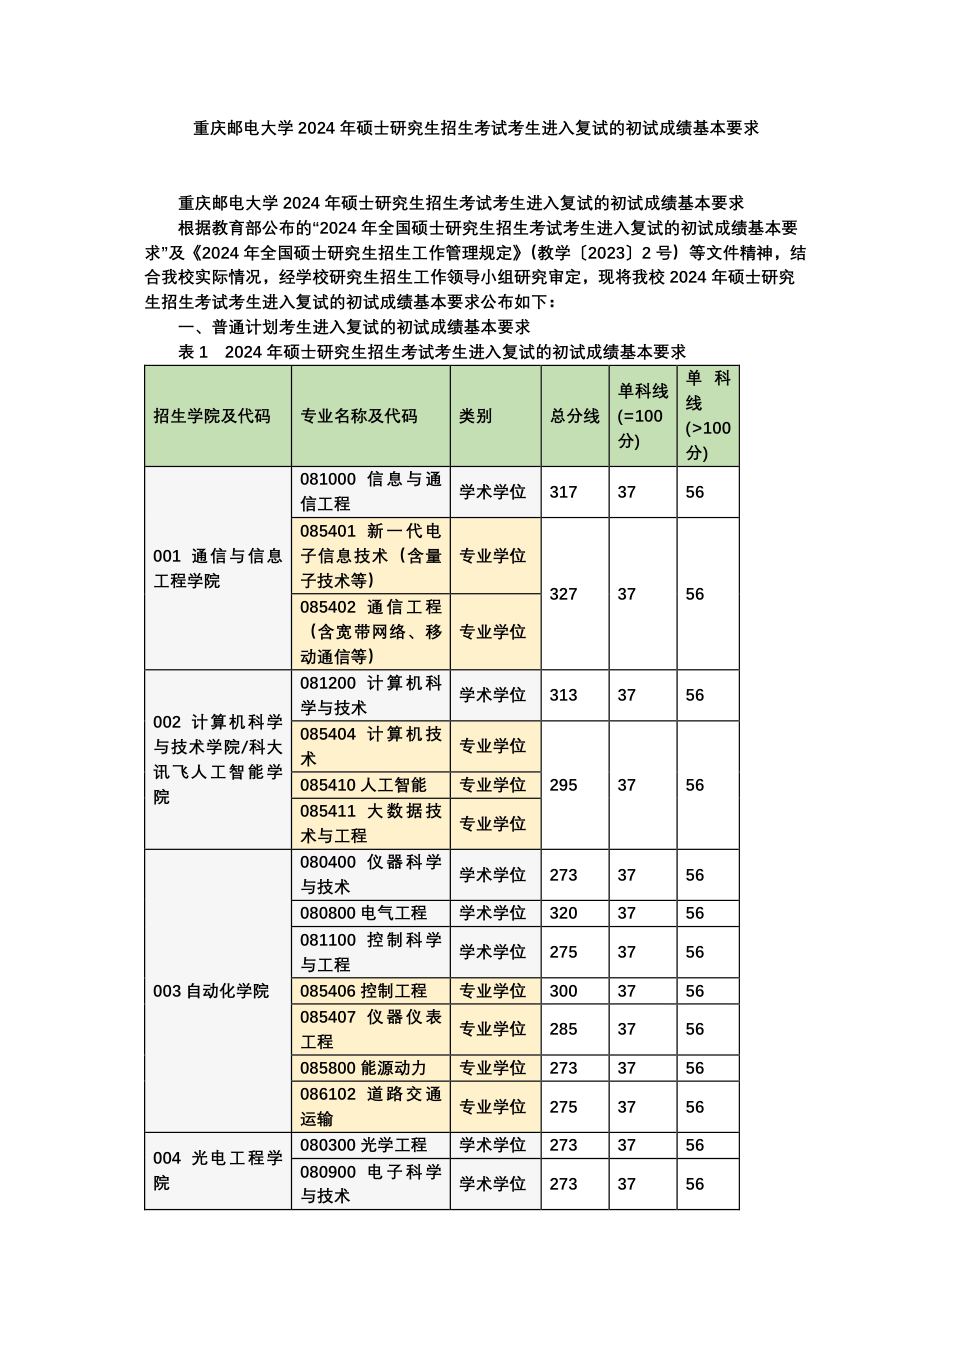 重庆邮电大学 2024 年硕士研究生招生考试考生进入复试的初试成绩基本要求
重庆邮电大学 2024 年硕士研究生招生考试考生进入复试的初试成绩基本要求
根据教育部公布的“2024 年全国硕士研究生招生考试考生进入复试的初试成绩基本要
求”及《2024 年全国硕士研究生招生工作管理规定》（教学〔2023〕2 号）等文件精神，结
合我校实际情况，经学校研究生招生工作领导小组研究审定，现将我校 2024 年硕士研究
生招生考试考生进入复试的初试成绩基本要求公布如下：
一、普通计划考生进入复试的初试成绩基本要求
表 1 2024 年硕士研究生招生考试考生进入复试的初试成绩基本要求
招生学院及代码
专业名称及代码
类别
总分线
单科线
(=100
分)
单 科
线
(>100
分)
001 通信与信息
工程学院
081000 信息与通
信工程
学术学位
317
37
56
085401 新一代电
子信息技术（含量
子技术等）
专业学位
327
37
56
085402 通信工程
（含宽带网络、移
动通信等）
专业学位
002 计算机科学
与技术学院/科大
讯飞人工智能学
院
081200 计算机科
学与技术
学术学位
313
37
56
085404 计算机技
术
专业学位
295
37
56
085410 人工智能
专业学位
085411 大数据技
术与工程
专业学位
003 自动化学院
080400 仪器科学
与技术
学术学位
273
37
56
080800 电气工程
学术学位
320
37
56
081100 控制科学
与工程
学术学位
275
37
56
085406 控制工程
专业学位
300
37
56
085407 仪器仪表
工程
专业学位
285
37
56
085800 能源动力
专业学位
273
37
56
086102 道路交通
运输
专业学位
275
37
56
004 光电工程学
院
080300 光学工程
学术学位
273
37
56
080900 电子科学
与技术
学术学位
273
37
56